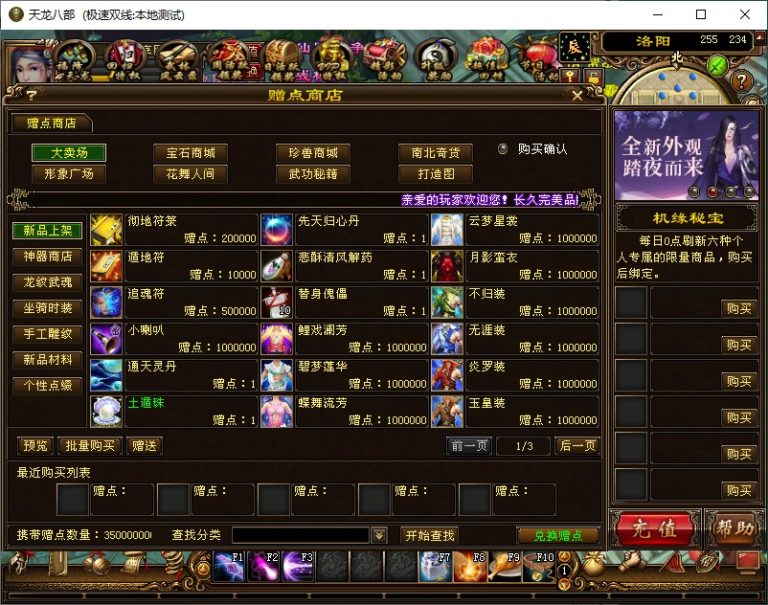 天龙八部 (极速双线:本地测试)
洛阳 255 234
北
辰
赠点商店
赠点商店
大卖场 宝石商城 珍兽商城 南北奇货 购买确认
形象广场 花舞人间 武功秘籍 打造图
亲爱的玩家欢迎您! 长久完美品
新品上架
神器商店
龙纹武魂
坐骑时装
手工雕纹
新品材料
个性点缀
彻地符箓 赠点:200000
先天归心丹 赠点:1
云梦星裳 赠点:1000000
遁地符 赠点:10000
悲酥清风解药 赠点:1
月影蛮衣 赠点:1000000
追魂符 赠点:500000
10 替身傀儡 赠点:1
不归装 赠点:1000000
小喇叭 赠点:1000000
鲤戏澜芳 赠点:1000000
无涯装 赠点:1000000
通天灵丹 赠点:1
碧梦莲华 赠点:1000000
炎罗装 赠点:1000000
土遁珠 赠点:1
蝶舞流芳 赠点:1000000
玉皇装 赠点:1000000
预览 批量购买 赠送 前一页 1/3 后一页
最近购买列表
赠点: 赠点: 赠点: 赠点: 赠点:
携带赠点数量:35000000 查找分类 开始查找 兑换赠点
全新外观
踏夜而来
机缘秘宝
每日0点刷新六种个
人专属的限量商品,购买
后绑定。
购买
购买
购买
购买
购买
购买
充值 帮助
F1 F2 F3 F7 F8 F9 F10 1